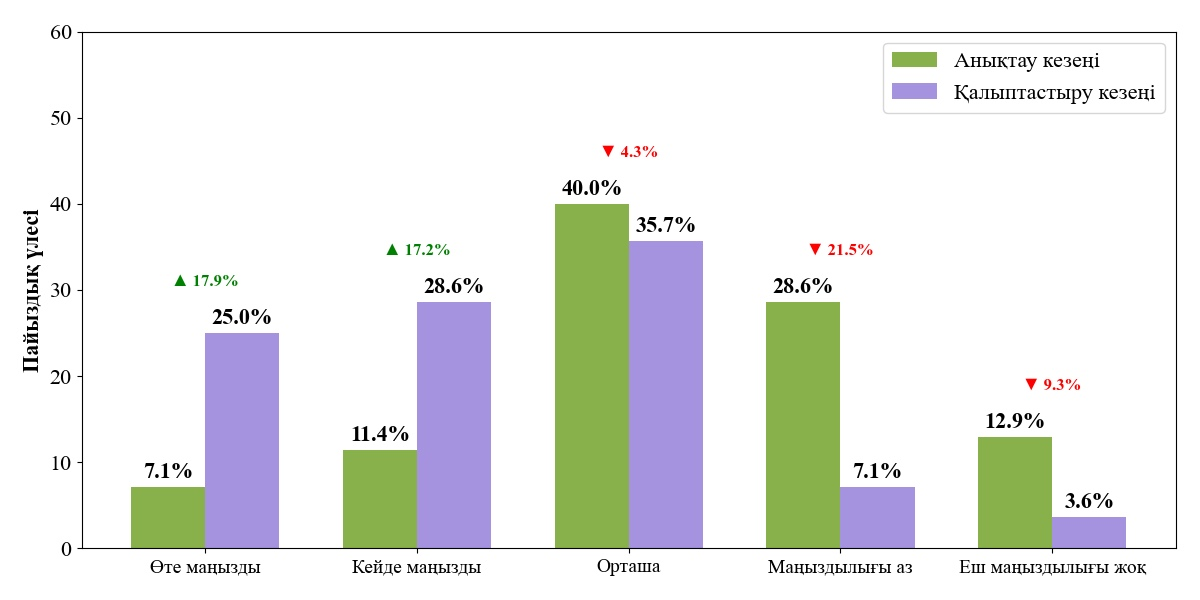 Пайыздық үлесі
60
50
40
30
20
10
0
Анықтау кезеңі
Қалыптастыру кезеңі
▲ 17.9%
7.1%
25.0%
▲ 17.2%
11.4%
28.6%
▼ 4.3%
40.0%
35.7%
▼ 21.5%
28.6%
7.1%
▼ 9.3%
12.9%
3.6%
Өте маңызды
Кейде маңызды
Орташа
Маңыздылығы аз
Еш маңыздылығы жоқ